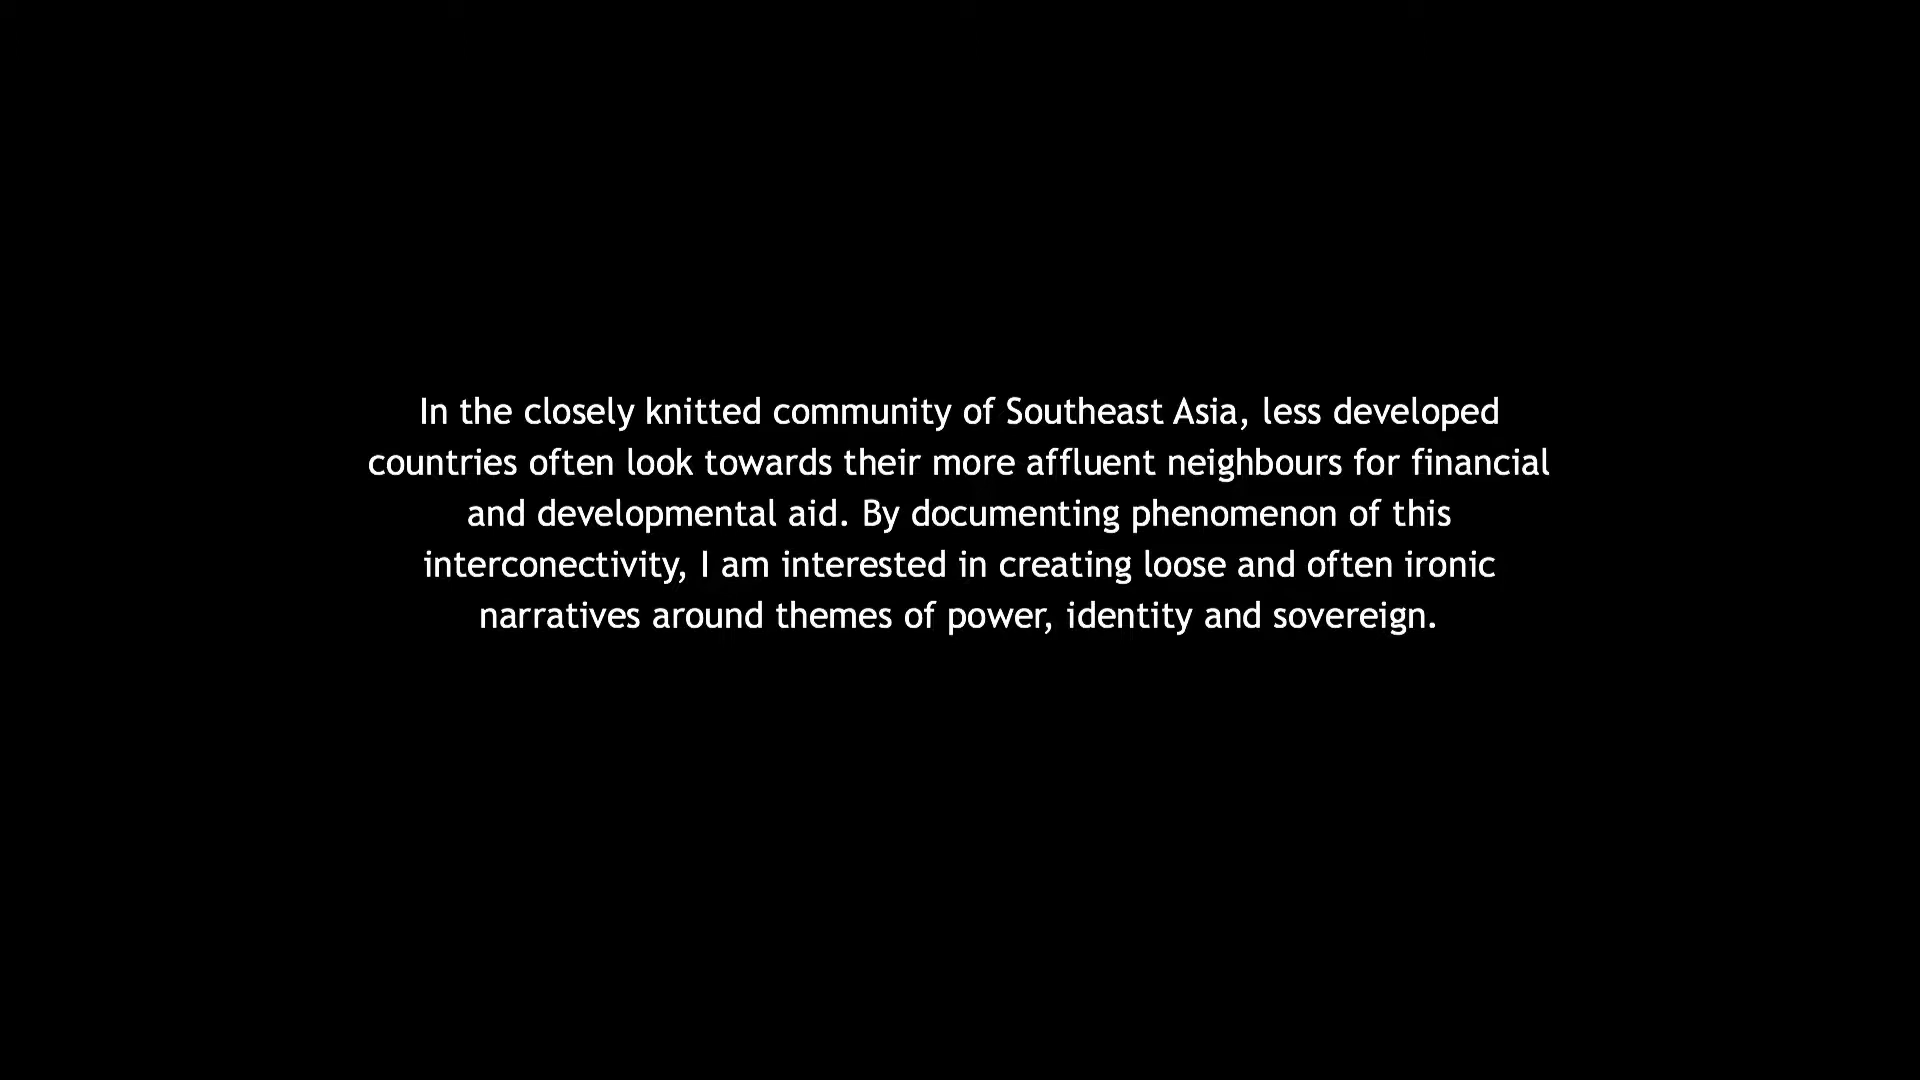 In the closely knitted community of Southeast Asia, less developed
countries often look towards their more affluent neighbours for financial
and developmental aid. By documenting phenomenon of this
interconectivity, I am interested in creating loose and often ironic
narratives around themes of power, identity and sovereign.